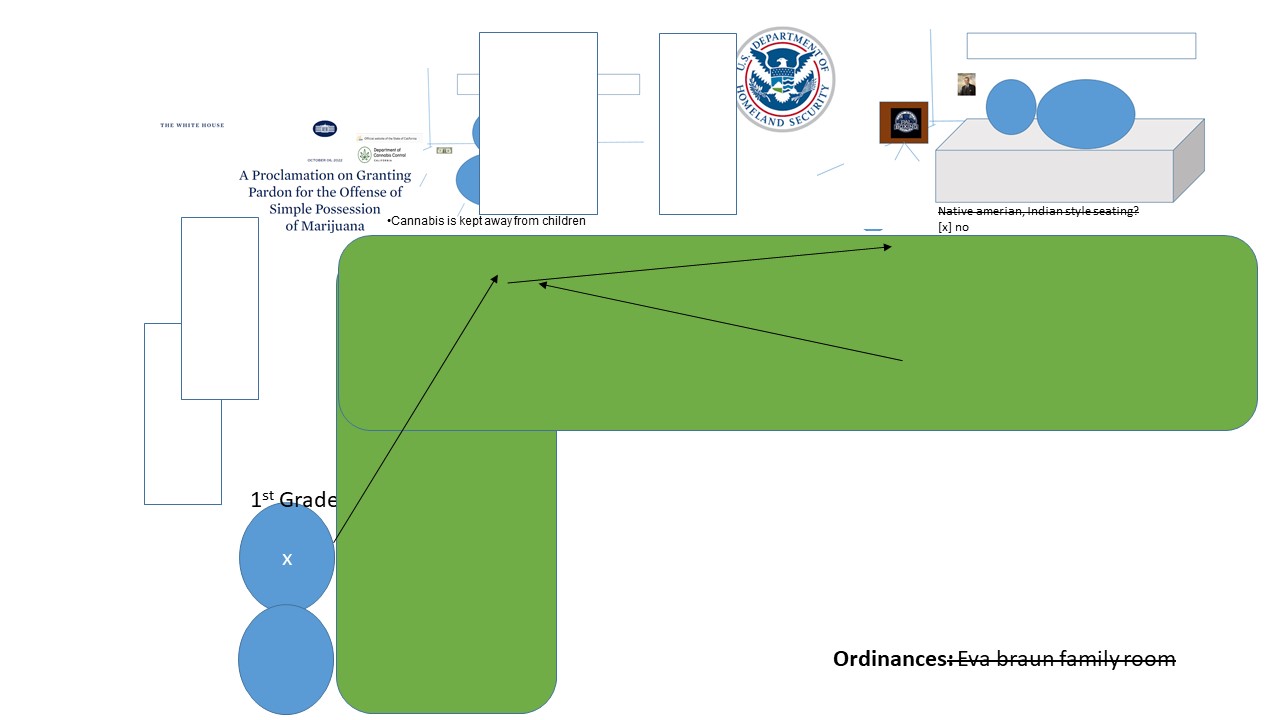 U.S. DEPARTMENT OF
HOMELAND SECURITY
THE WHITE HOUSE
Official website of the State of California
Department of
Cannabis Control
CALIFORNIA
OCTOBER 06, 2022
A Proclamation on Granting
Pardon for the Offense of
Simple Possession
of Marijuana
•Cannabis is kept away from children
Native amerian, Indian style seating?
[x] no
1st Grade
x
Ordinances: Eva braun family room